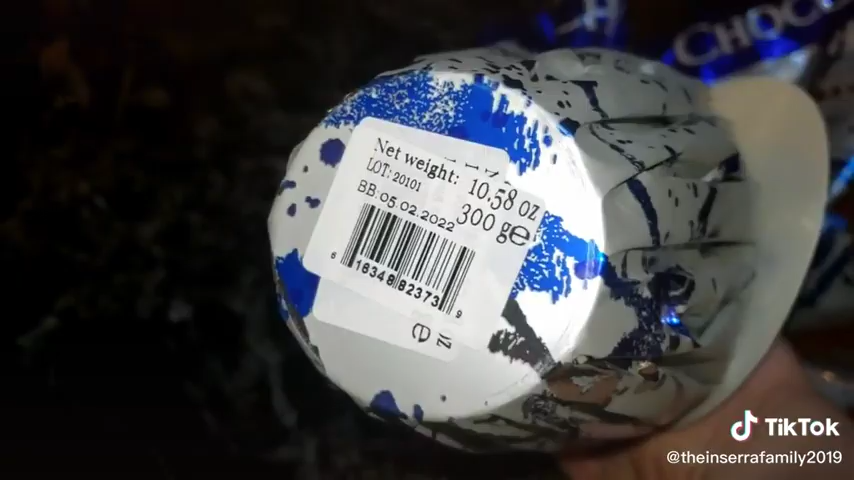 CHOCO
Net weight: 10.58 OZ
LOT: 20101
300 g e
BB: 05.02.2022
6 18348 82373 9
TikTok
@theinserrafamily2019